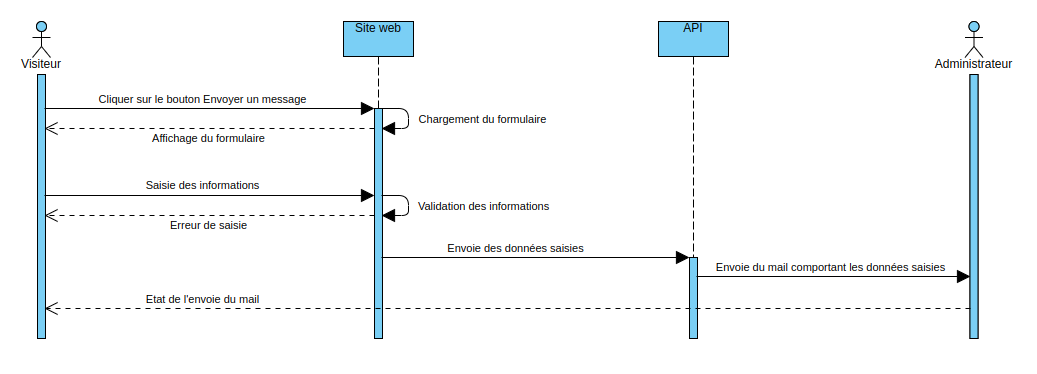 Visiteur
Site web
API
Administrateur
Cliquer sur le bouton Envoyer un message
Chargement du formulaire
Affichage du formulaire
Saisie des informations
Validation des informations
Erreur de saisie
Envoie des données saisies
Envoie du mail comportant les données saisies
Etat de l'envoie du mail